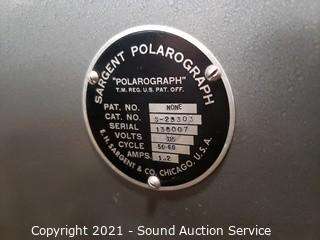 SARGENT POLAROGRAPH
"POLAROGRAPH"
T.M. REG. U.S. PAT. OFF.
PAT. NO. NONE
CAT. NO. S-29303
SERIAL 138007
VOLTS 115
CYCLE 50-60
AMPS. 1.2
E.H. SARGENT & CO., CHICAGO, U.S.A.
Copyright 2021 - Sound Auction Service